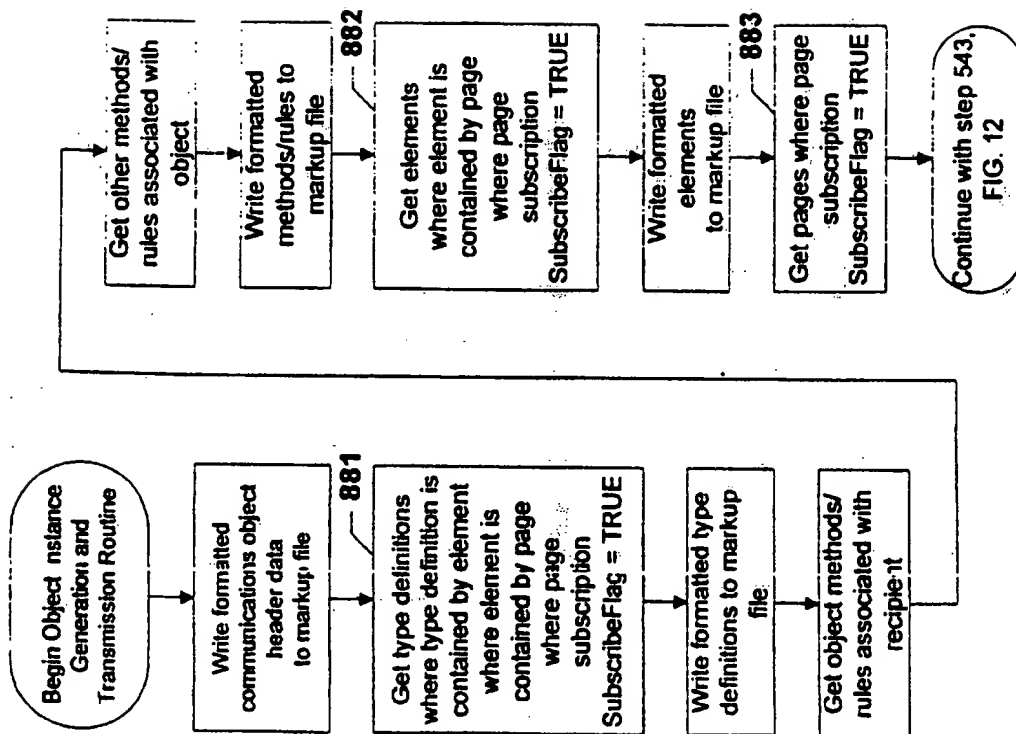 Begin Object nstance
Generation and
Transmission Routine
Write formatted
communications object
header data
to markup file
881
Get type definitions
where type definition is
contained by element
where element is
contained by page
where page
subscription
SubscribeFlag = TRUE
Write formatted type
definitions to markup
file
Get object methods/
rules associated with
recipient
Get other methods/
rules associated with
object
Write formatted
methods/rules to
markup file
882
Get elements
where element is
contained by page
where page
subscription
SubscribeFlag = TRUE
Write formatted
elements
to markup file
883
Get pages where page
subscription
SubscribeFlag = TRUE
Continue with step 543,
FIG. 12